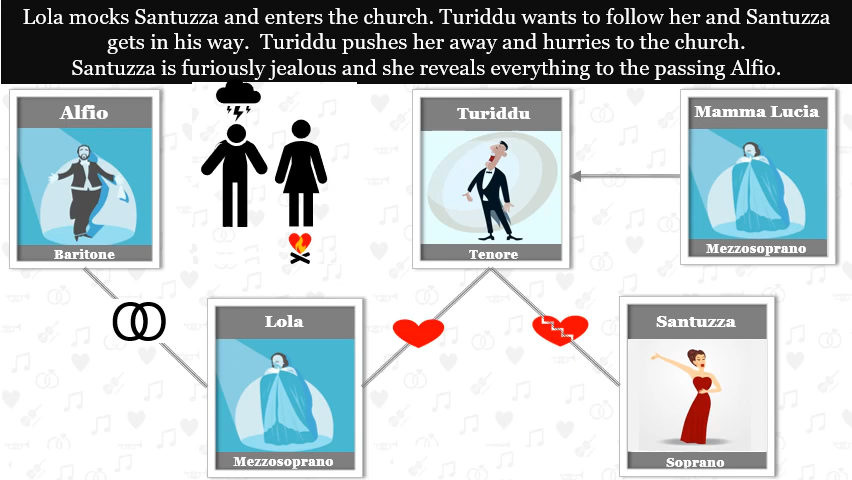 Lola mocks Santuzza and enters the church. Turiddu wants to follow her and Santuzza
gets in his way. Turiddu pushes her away and hurries to the church.
Santuzza is furiously jealous and she reveals everything to the passing Alfio.
Alfio
Baritone
Turiddu
Tenore
Mamma Lucia
Mezzosoprano
Lola
Mezzosoprano
Santuzza
Soprano